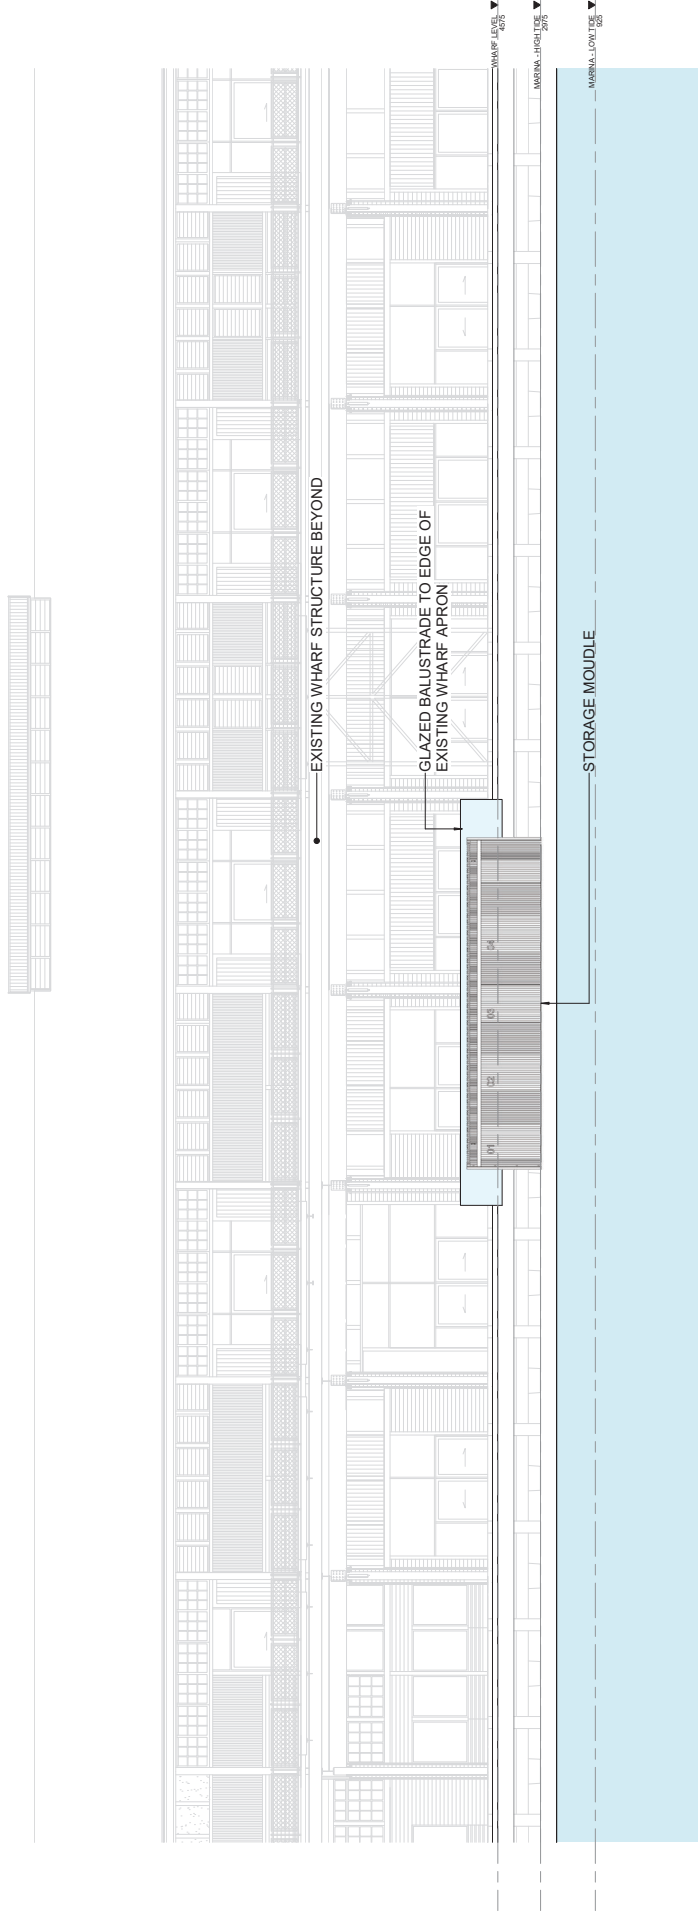 WHARF LEVEL
4575
MARINA - HIGH TIDE
2975
MARINA - LOW TIDE
925
EXISTING WHARF STRUCTURE BEYOND
GLAZED BALUSTRADE TO EDGE OF
EXISTING WHARF APRON
STORAGE MOUDLE
01
02
03
04